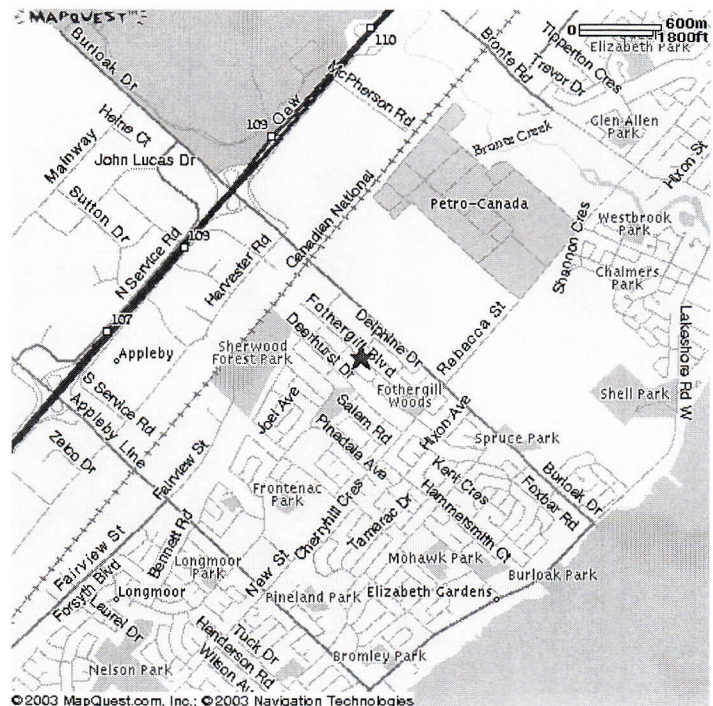 MAPQUEST
600m
1800ft
110
Burloak Dr
McPherson Rd
Bronte Rd
Tipperton Cres
Trevor Dr
Elizabeth Park
Glen Allen
Park
Hixon St
Heine Ct
109
Mainway
John Lucas Dr
Bronte Creek
Petro-Canada
Sutton Dr
N Service Rd
109
Harvester Rd
Canadian National
Shannon Cres
Westbrook
Park
Chalmers
Park
107
Appleby
Sherwood
Forest Park
Fothergill Blvd
Deerhurst Dr
Delphine Dr
Rebecca St
Lakeshore Rd W
S Service Rd
Appleby Line
Joel Ave
Fothergill
Woods
Shell Park
Zelco Dr
Fairview St
Salem Rd
Pinedale Ave
Hixon Ave
Spruce Park
Frontenac
Park
Kent Cres
Burloak Dr
Foxbar Rd
Cherryhill Cres
Hammersmith Ct
Tamarac Dr
Fairview St
Bennett Rd
Longmoor
Park
New St
Mohawk Park
Burloak Park
Forsyth Blvd
Longmoor
Pineland Park
Elizabeth Gardens
Laurel Dr
Tuck Dr
Henderson Rd
Bromley Park
Nelson Park
©2003 MapQuest.com, Inc.; ©2003 Navigation Technologies